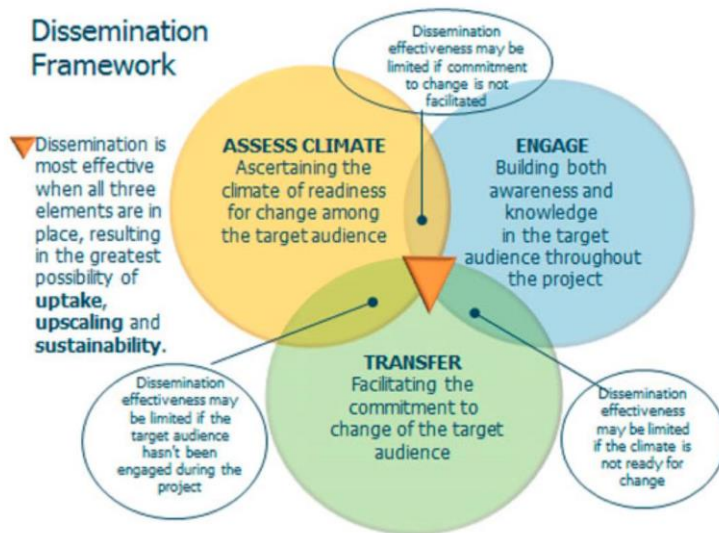 Dissemination
Framework
Dissemination is
most effective
when all three
elements are in
place, resulting
in the greatest
possibility of
uptake,
upscaling and
sustainability.
Dissemination
effectiveness may be
limited if commitment
to change is not
facilitated
ASSESS CLIMATE
Ascertaining the
climate of readiness
for change among
the target audience
ENGAGE
Building both
awareness and
knowledge
in the target
audience throughout
the project
TRANSFER
Facilitating the
commitment to
change of the target
audience
Dissemination
effectiveness may
be limited if the
target audience
hasn't been
engaged during the
project
Dissemination
effectiveness
may be limited
if the climate is
not ready for
change